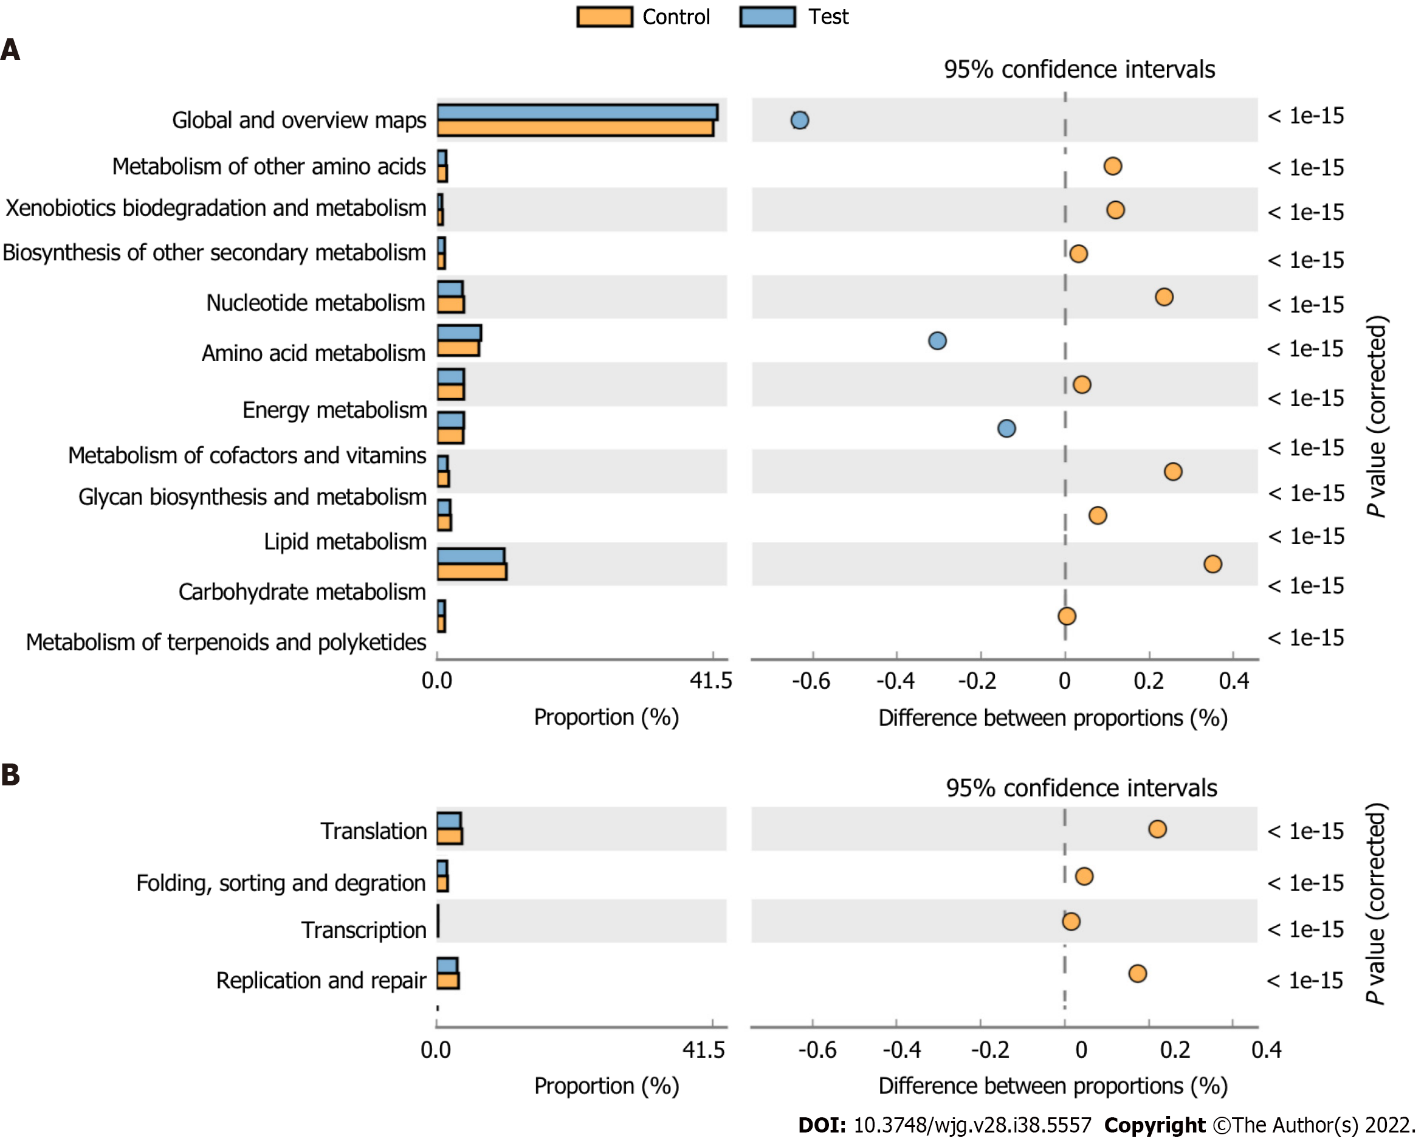 Control Test
A
95% confidence intervals
Global and overview maps < 1e-15
Metabolism of other amino acids < 1e-15
Xenobiotics biodegradation and metabolism < 1e-15
Biosynthesis of other secondary metabolism < 1e-15
Nucleotide metabolism < 1e-15
Amino acid metabolism < 1e-15
Energy metabolism < 1e-15
Metabolism of cofactors and vitamins < 1e-15
Glycan biosynthesis and metabolism < 1e-15
Lipid metabolism < 1e-15
Carbohydrate metabolism < 1e-15
Metabolism of terpenoids and polyketides < 1e-15
P value (corrected)
0.0 41.5 -0.6 -0.4 -0.2 0 0.2 0.4
Proportion (%) Difference between proportions (%)
B
95% confidence intervals
Translation < 1e-15
Folding, sorting and degration < 1e-15
Transcription < 1e-15
Replication and repair < 1e-15
P value (corrected)
0.0 41.5 -0.6 -0.4 -0.2 0 0.2 0.4
Proportion (%) Difference between proportions (%)
DOI: 10.3748/wjg.v28.i38.5557 Copyright ©The Author(s) 2022.